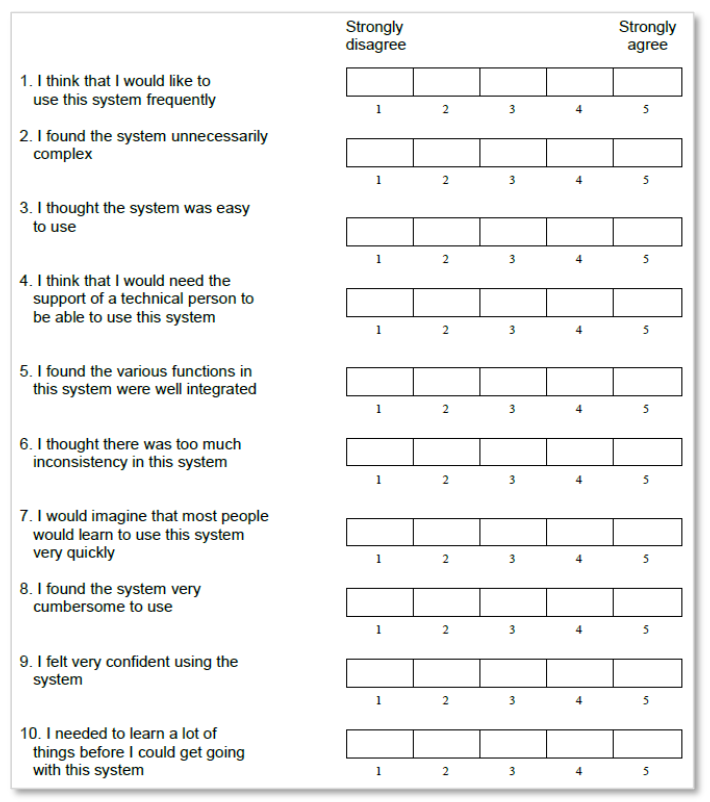 Strongly disagree
Strongly agree
1. I think that I would like to
use this system frequently
1 2 3 4 5
2. I found the system unnecessarily
complex
1 2 3 4 5
3. I thought the system was easy
to use
1 2 3 4 5
4. I think that I would need the
support of a technical person to
be able to use this system
1 2 3 4 5
5. I found the various functions in
this system were well integrated
1 2 3 4 5
6. I thought there was too much
inconsistency in this system
1 2 3 4 5
7. I would imagine that most people
would learn to use this system
very quickly
1 2 3 4 5
8. I found the system very
cumbersome to use
1 2 3 4 5
9. I felt very confident using the
system
1 2 3 4 5
10. I needed to learn a lot of
things before I could get going
with this system
1 2 3 4 5